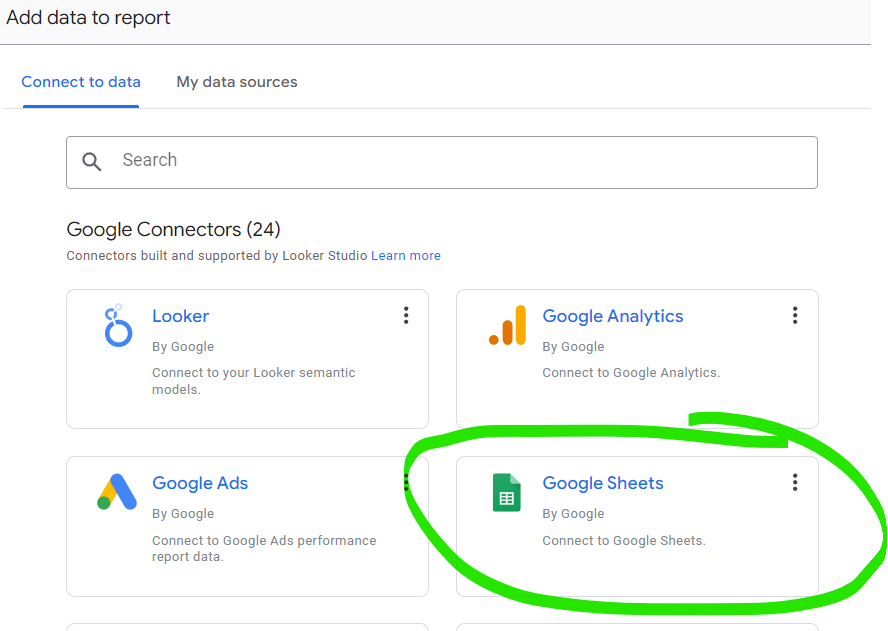 Add data to report
Connect to data
My data sources
Search
Google Connectors (24)
Connectors built and supported by Looker Studio Learn more
Looker
By Google
Connect to your Looker semantic
models.
Google Analytics
By Google
Connect to Google Analytics.
Google Ads
By Google
Connect to Google Ads performance
report data.
Google Sheets
By Google
Connect to Google Sheets.